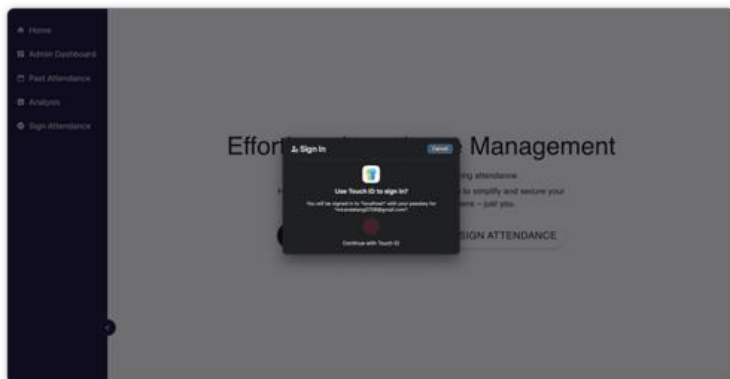 Home
Admin Dashboard
Past Attendance
Analysis
Sign Attendance
Management
ing attendance.
to simplify and secure your
– just you.
SIGN ATTENDANCE
Sign In
Cancel
Use Touch ID to sign in?
You will be signed in to "localhost" with your passkey for
Continue with Touch ID